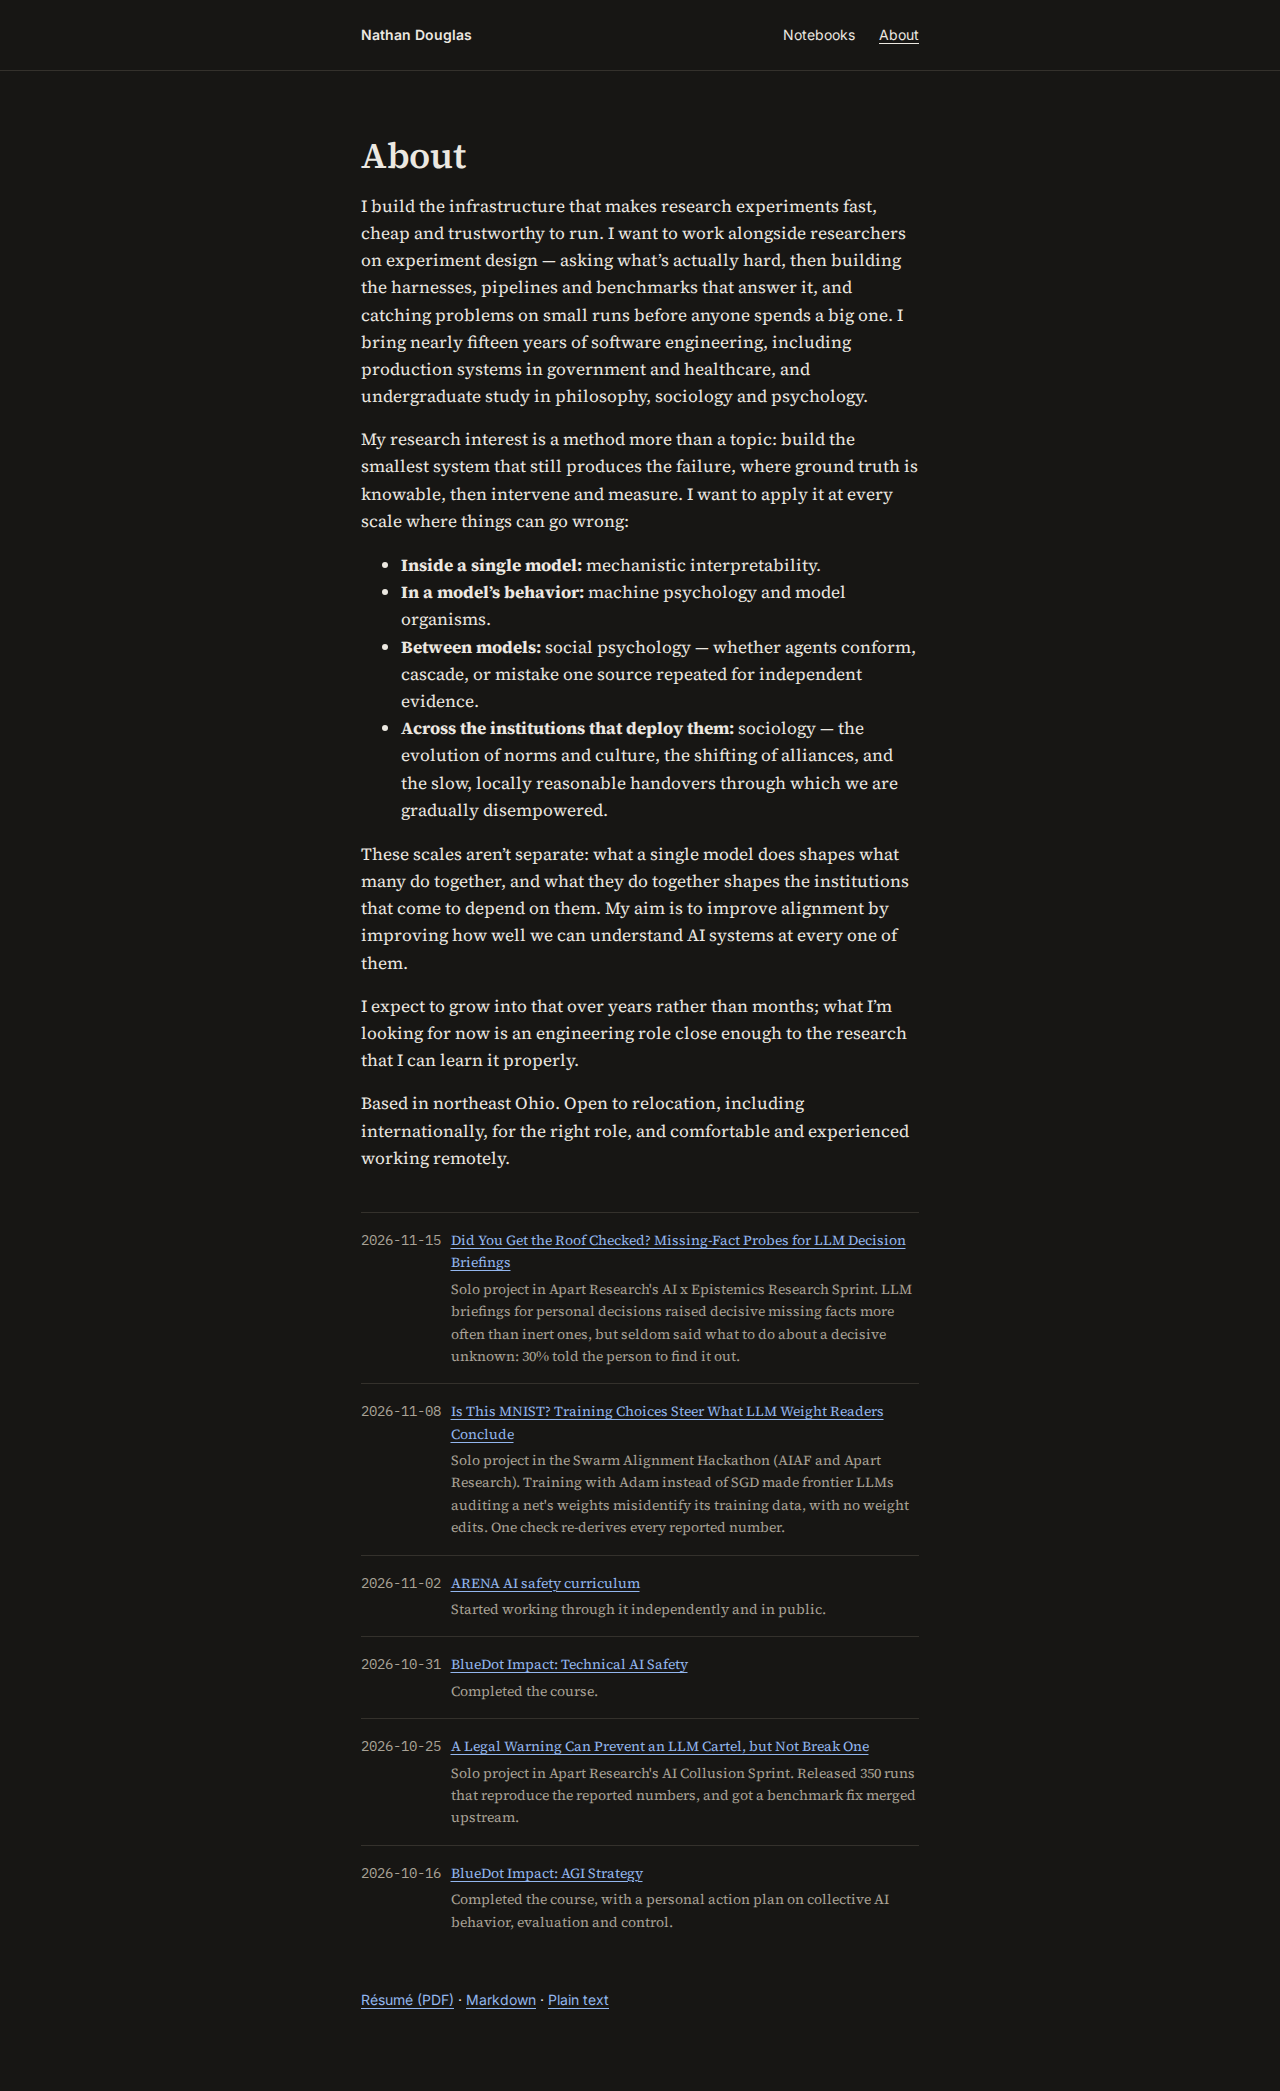 Nathan Douglas
Notebooks About
About
I build the infrastructure that makes research experiments fast,
cheap and trustworthy to run. I want to work alongside researchers
on experiment design — asking what’s actually hard, then building
the harnesses, pipelines and benchmarks that answer it, and
catching problems on small runs before anyone spends a big one. I
bring nearly fifteen years of software engineering, including
production systems in government and healthcare, and
undergraduate study in philosophy, sociology and psychology.
My research interest is a method more than a topic: build the
smallest system that still produces the failure, where ground truth is
knowable, then intervene and measure. I want to apply it at every
scale where things can go wrong:
• Inside a single model: mechanistic interpretability.
• In a model’s behavior: machine psychology and model
organisms.
• Between models: social psychology — whether agents conform,
cascade, or mistake one source repeated for independent
evidence.
• Across the institutions that deploy them: sociology — the
evolution of norms and culture, the shifting of alliances, and
the slow, locally reasonable handovers through which we are
gradually disempowered.
These scales aren’t separate: what a single model does shapes what
many do together, and what they do together shapes the institutions
that come to depend on them. My aim is to improve alignment by
improving how well we can understand AI systems at every one of
them.
I expect to grow into that over years rather than months; what I’m
looking for now is an engineering role close enough to the research
that I can learn it properly.
Based in northeast Ohio. Open to relocation, including
internationally, for the right role, and comfortable and experienced
working remotely.
2026-11-15 Did You Get the Roof Checked? Missing-Fact Probes for LLM Decision
Briefings
Solo project in Apart Research's AI x Epistemics Research Sprint. LLM
briefings for personal decisions raised decisive missing facts more
often than inert ones, but seldom said what to do about a decisive
unknown: 30% told the person to find it out.
2026-11-08 Is This MNIST? Training Choices Steer What LLM Weight Readers
Conclude
Solo project in the Swarm Alignment Hackathon (AIAF and Apart
Research). Training with Adam instead of SGD made frontier LLMs
auditing a net's weights misidentify its training data, with no weight
edits. One check re-derives every reported number.
2026-11-02 ARENA AI safety curriculum
Started working through it independently and in public.
2026-10-31 BlueDot Impact: Technical AI Safety
Completed the course.
2026-10-25 A Legal Warning Can Prevent an LLM Cartel, but Not Break One
Solo project in Apart Research's AI Collusion Sprint. Released 350 runs
that reproduce the reported numbers, and got a benchmark fix merged
upstream.
2026-10-16 BlueDot Impact: AGI Strategy
Completed the course, with a personal action plan on collective AI
behavior, evaluation and control.
Résumé (PDF) · Markdown · Plain text